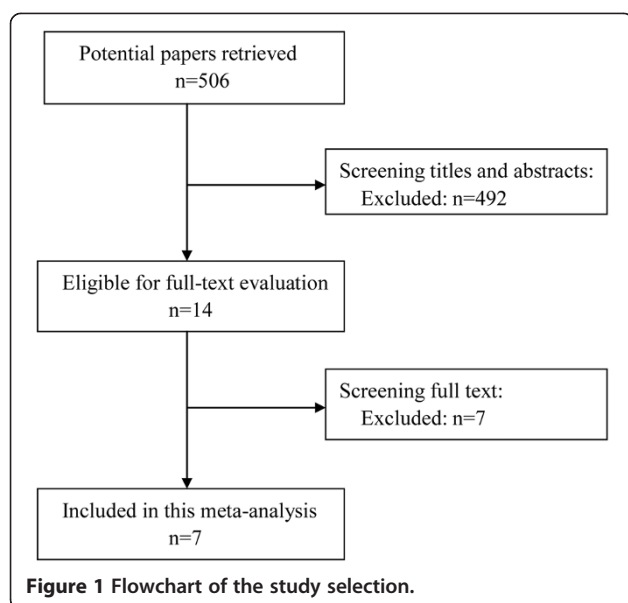 Potential papers retrieved
n=506
Screening titles and abstracts:
Excluded: n=492
Eligible for full-text evaluation
n=14
Screening full text:
Excluded: n=7
Included in this meta-analysis
n=7
Figure 1 Flowchart of the study selection.